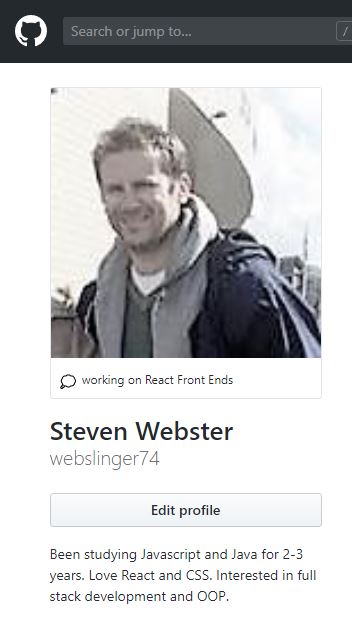 Search or jump to... /
working on React Front Ends
Steven Webster
webslinger74
Edit profile
Been studying Javascript and Java for 2-3
years. Love React and CSS. Interested in full
stack development and OOP.